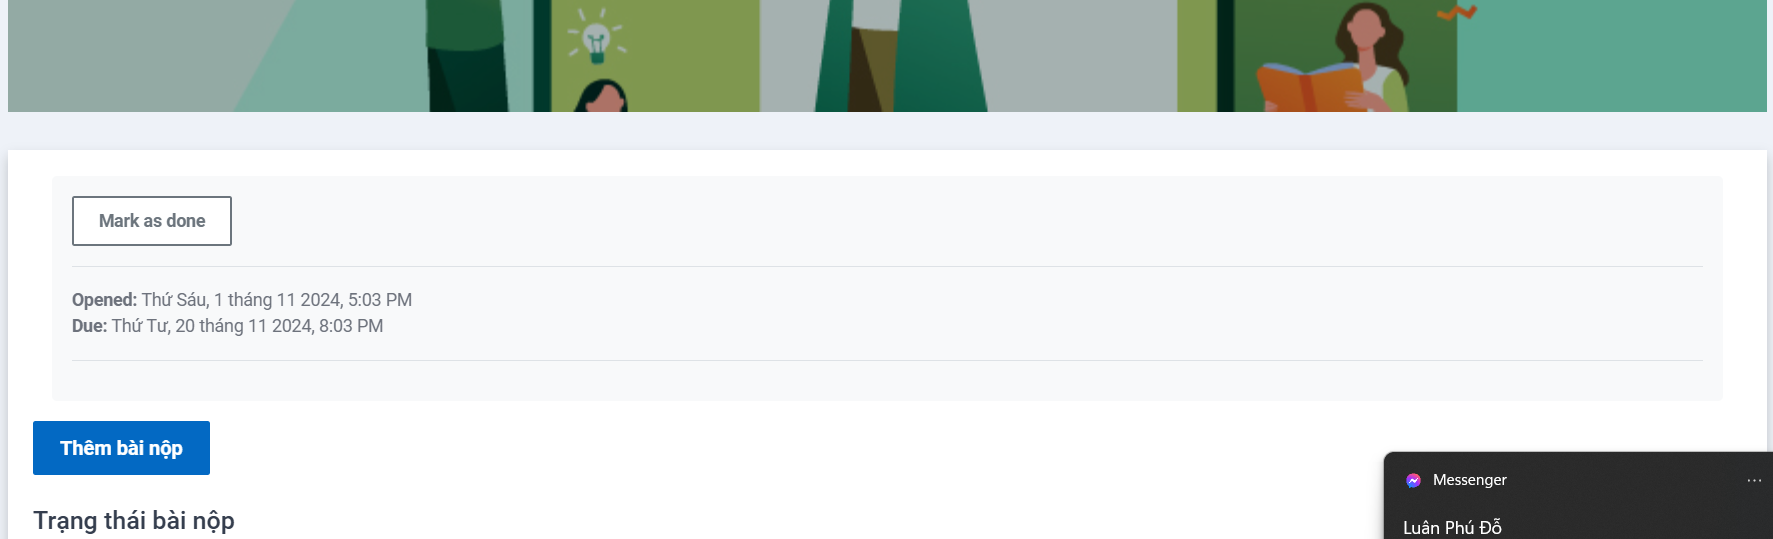 Mark as done
Opened: Thứ Sáu, 1 tháng 11 2024, 5:03 PM
Due: Thứ Tư, 20 tháng 11 2024, 8:03 PM
Thêm bài nộp
Trạng thái bài nộp
Messenger
Luân Phú Đỗ